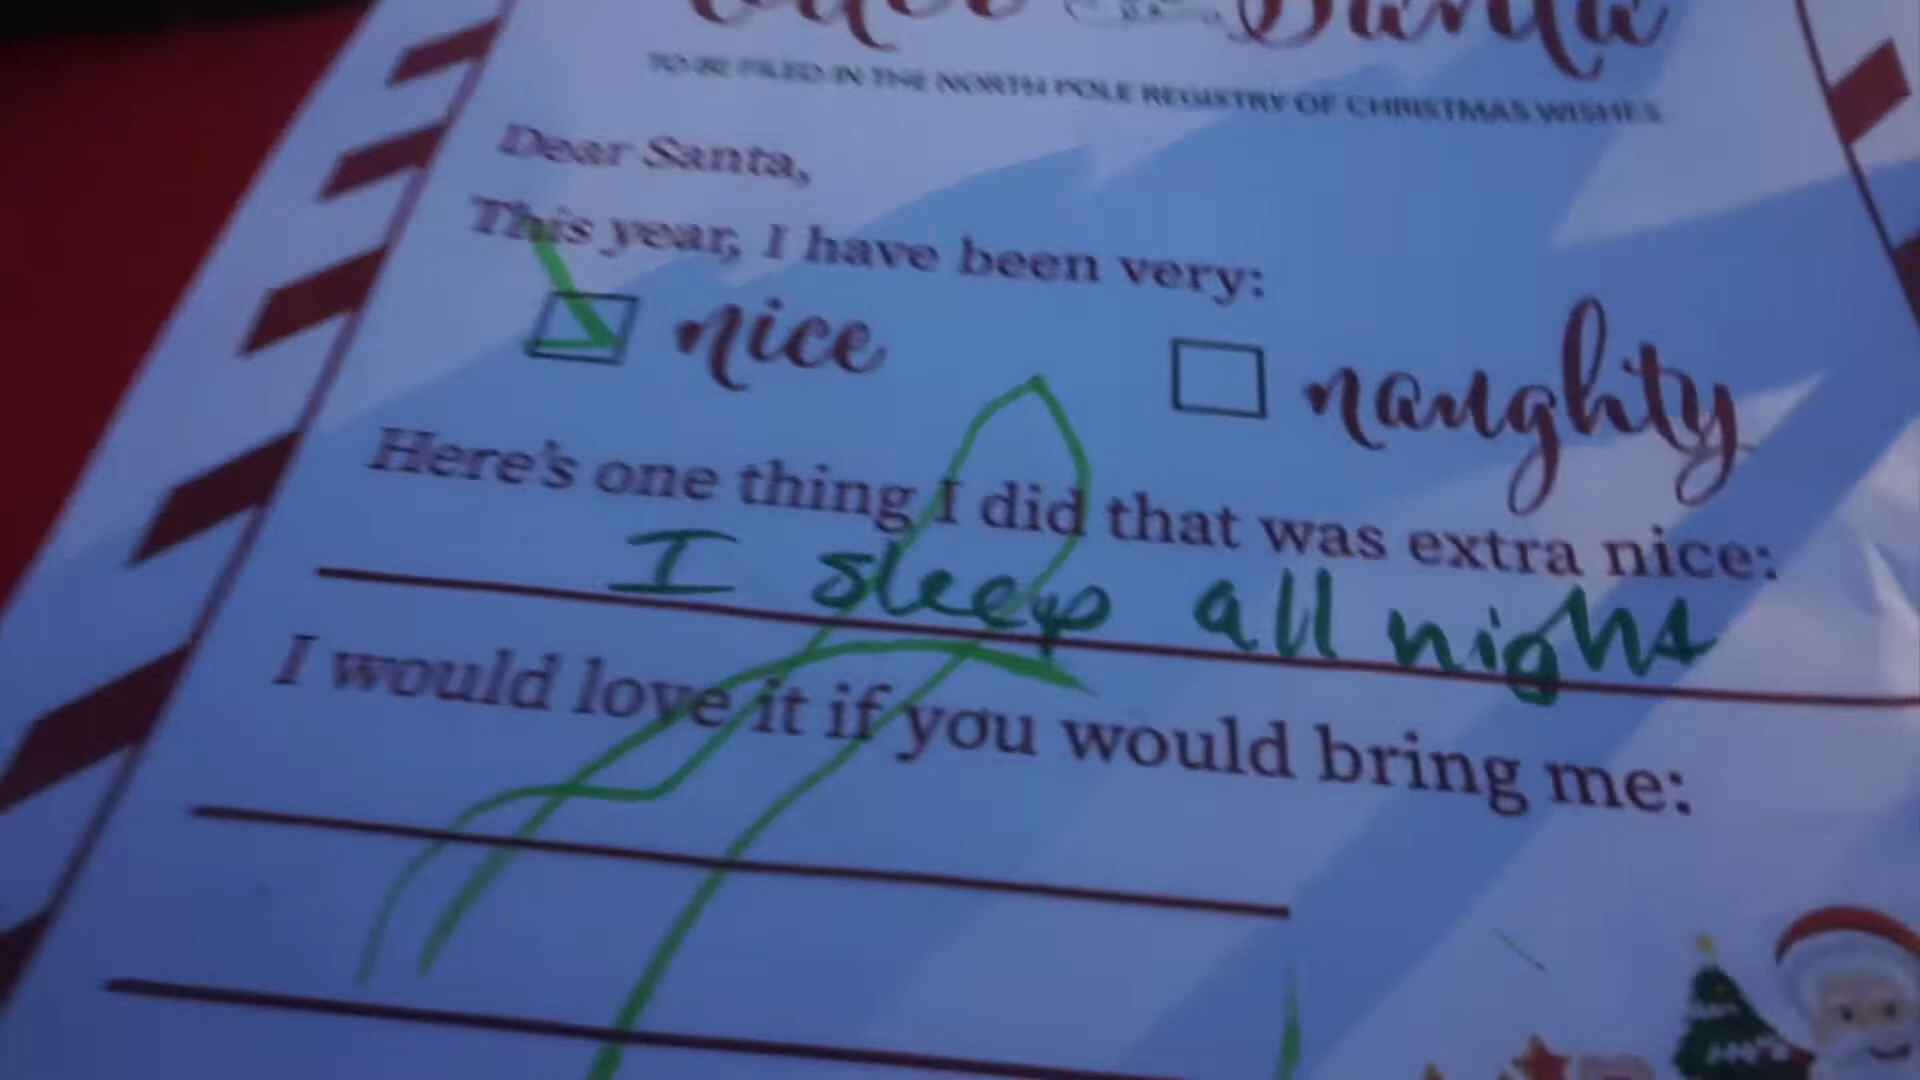 Santa
TO BE FILED IN THE NORTH POLE REGISTRY OF CHRISTMAS WISHES
Dear Santa,
This year, I have been very:
nice
naughty
Here's one thing I did that was extra nice:
I sleep all night
I would love it if you would bring me: